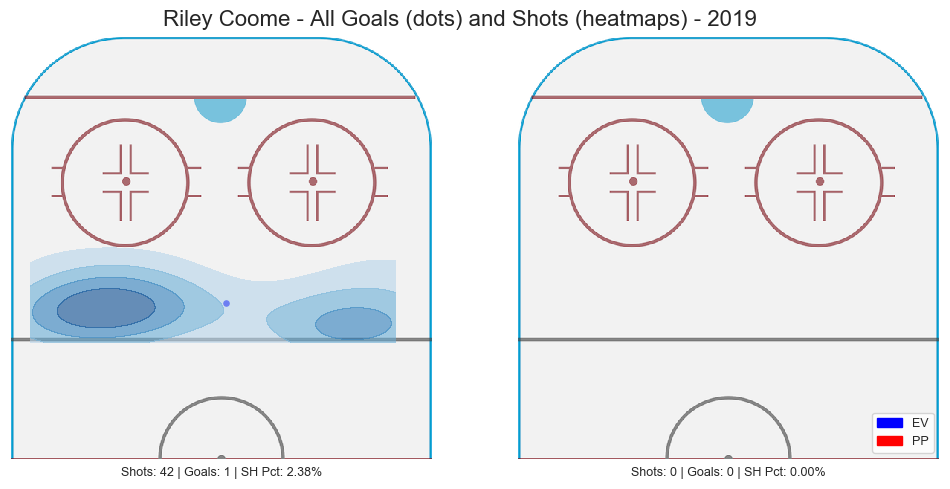 Riley Coome - All Goals (dots) and Shots (heatmaps) - 2019
EV
PP
Shots: 42 | Goals: 1 | SH Pct: 2.38%
Shots: 0 | Goals: 0 | SH Pct: 0.00%